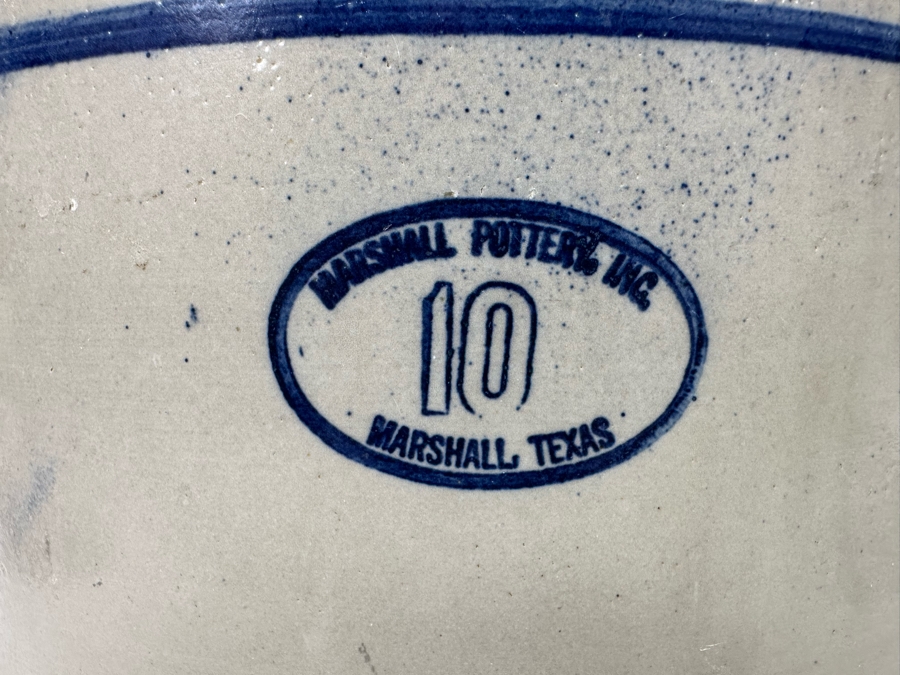 MARSHALL POTTERY, INC.
10
MARSHALL, TEXAS